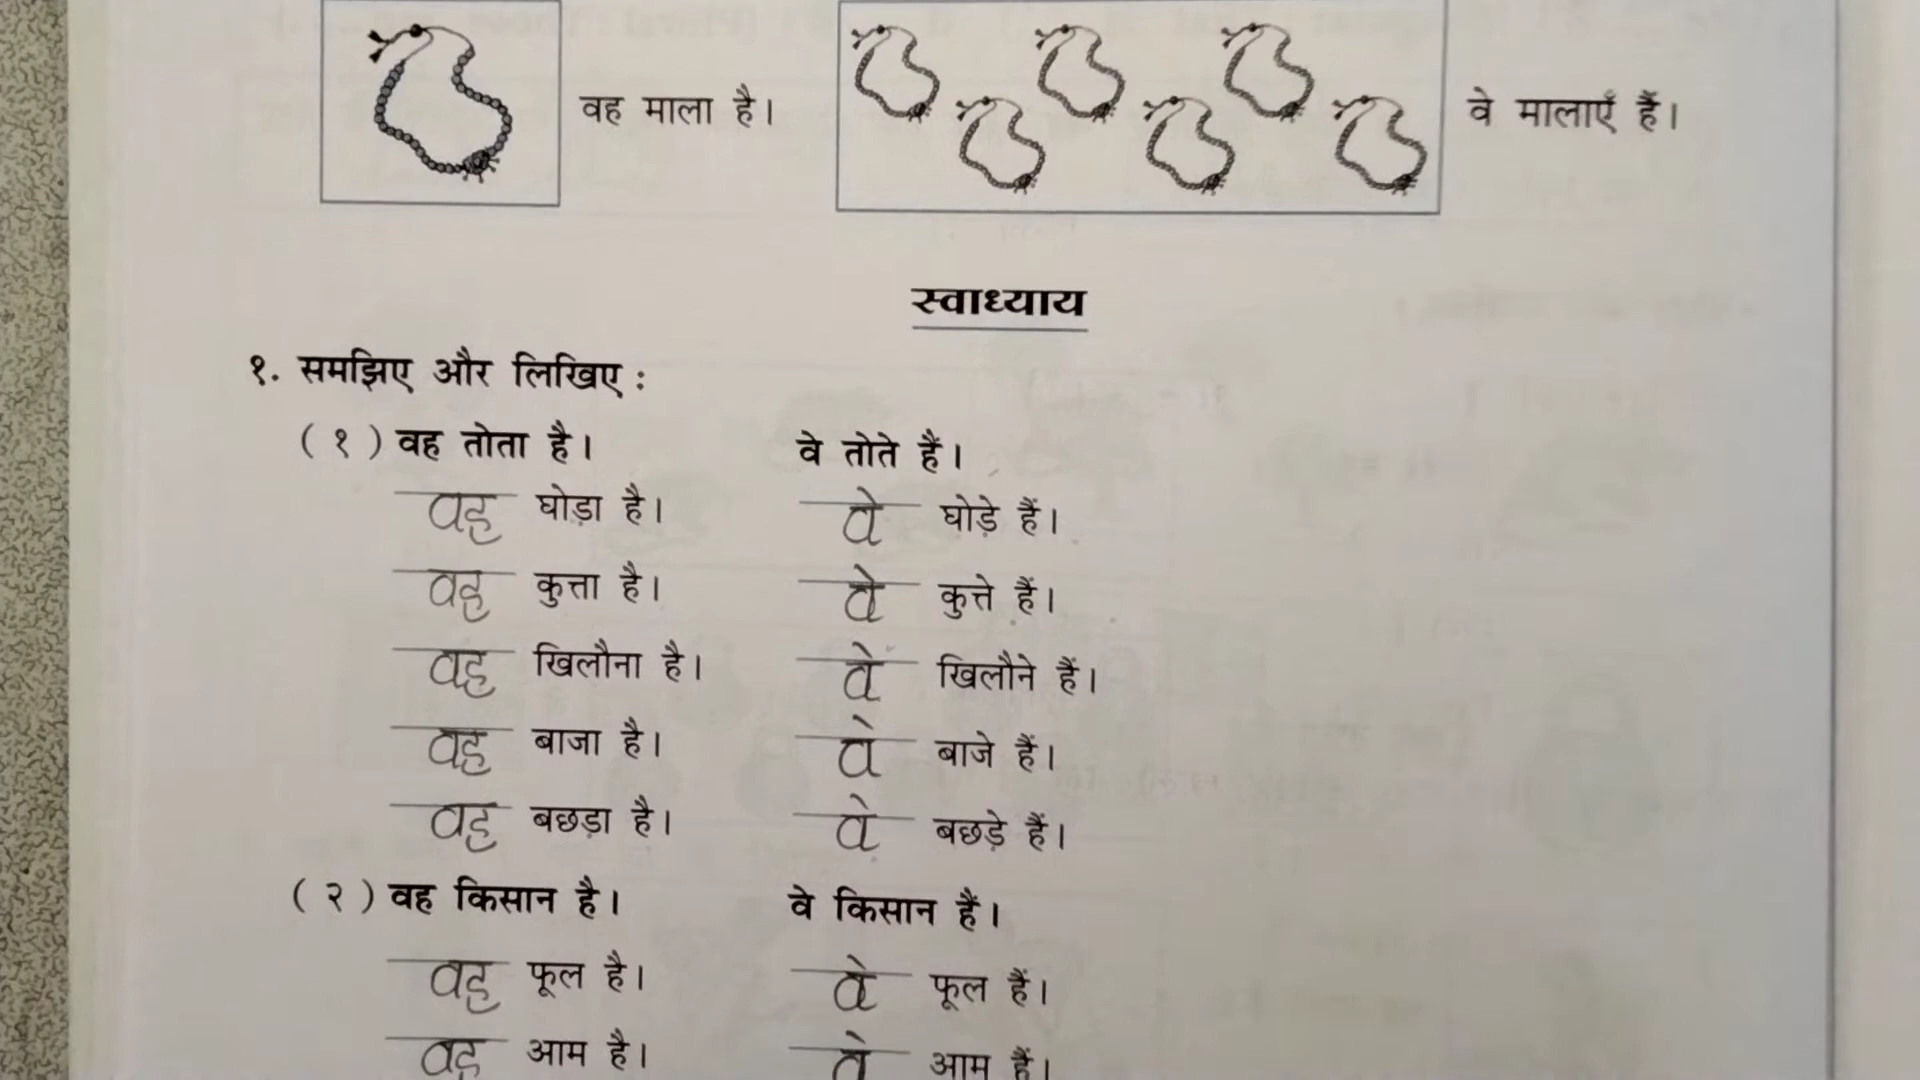 वह माला है। वे मालाएँ हैं।
स्वाध्याय
१. समझिए और लिखिए :
( १ ) वह तोता है। वे तोते हैं।
वह घोड़ा है। वे घोड़े हैं।
वह कुत्ता है। वे कुत्ते हैं।
वह खिलौना है। वे खिलौने हैं।
वह बाजा है। वे बाजे हैं।
वह बछड़ा है। वे बछड़े हैं।
( २ ) वह किसान है। वे किसान हैं।
वह फूल है। वे फूल हैं।
वह आम है। वे आम हैं।